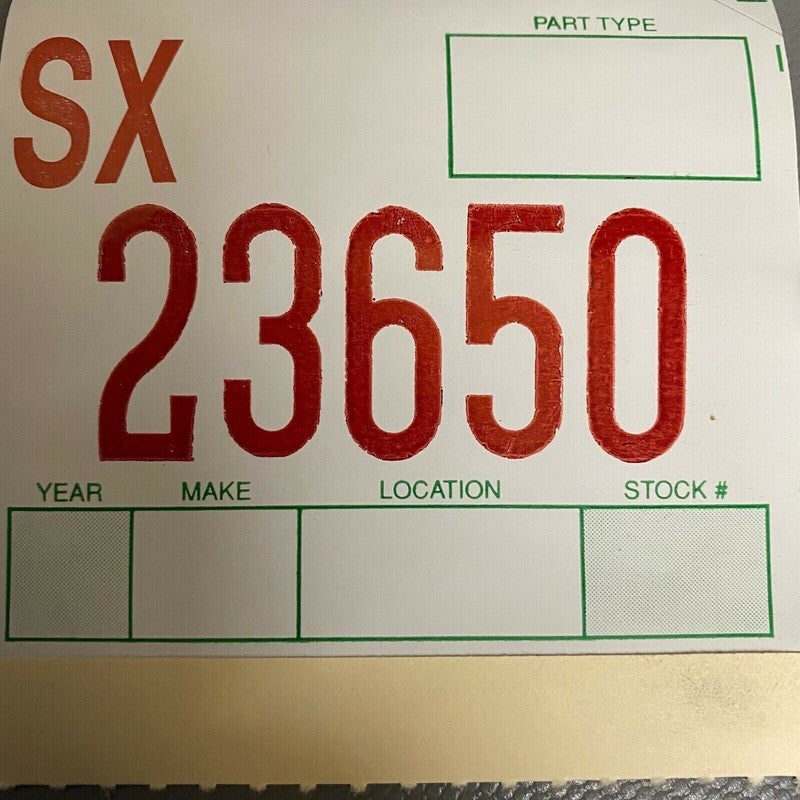 PART TYPE
SX
23650
YEAR MAKE LOCATION STOCK #